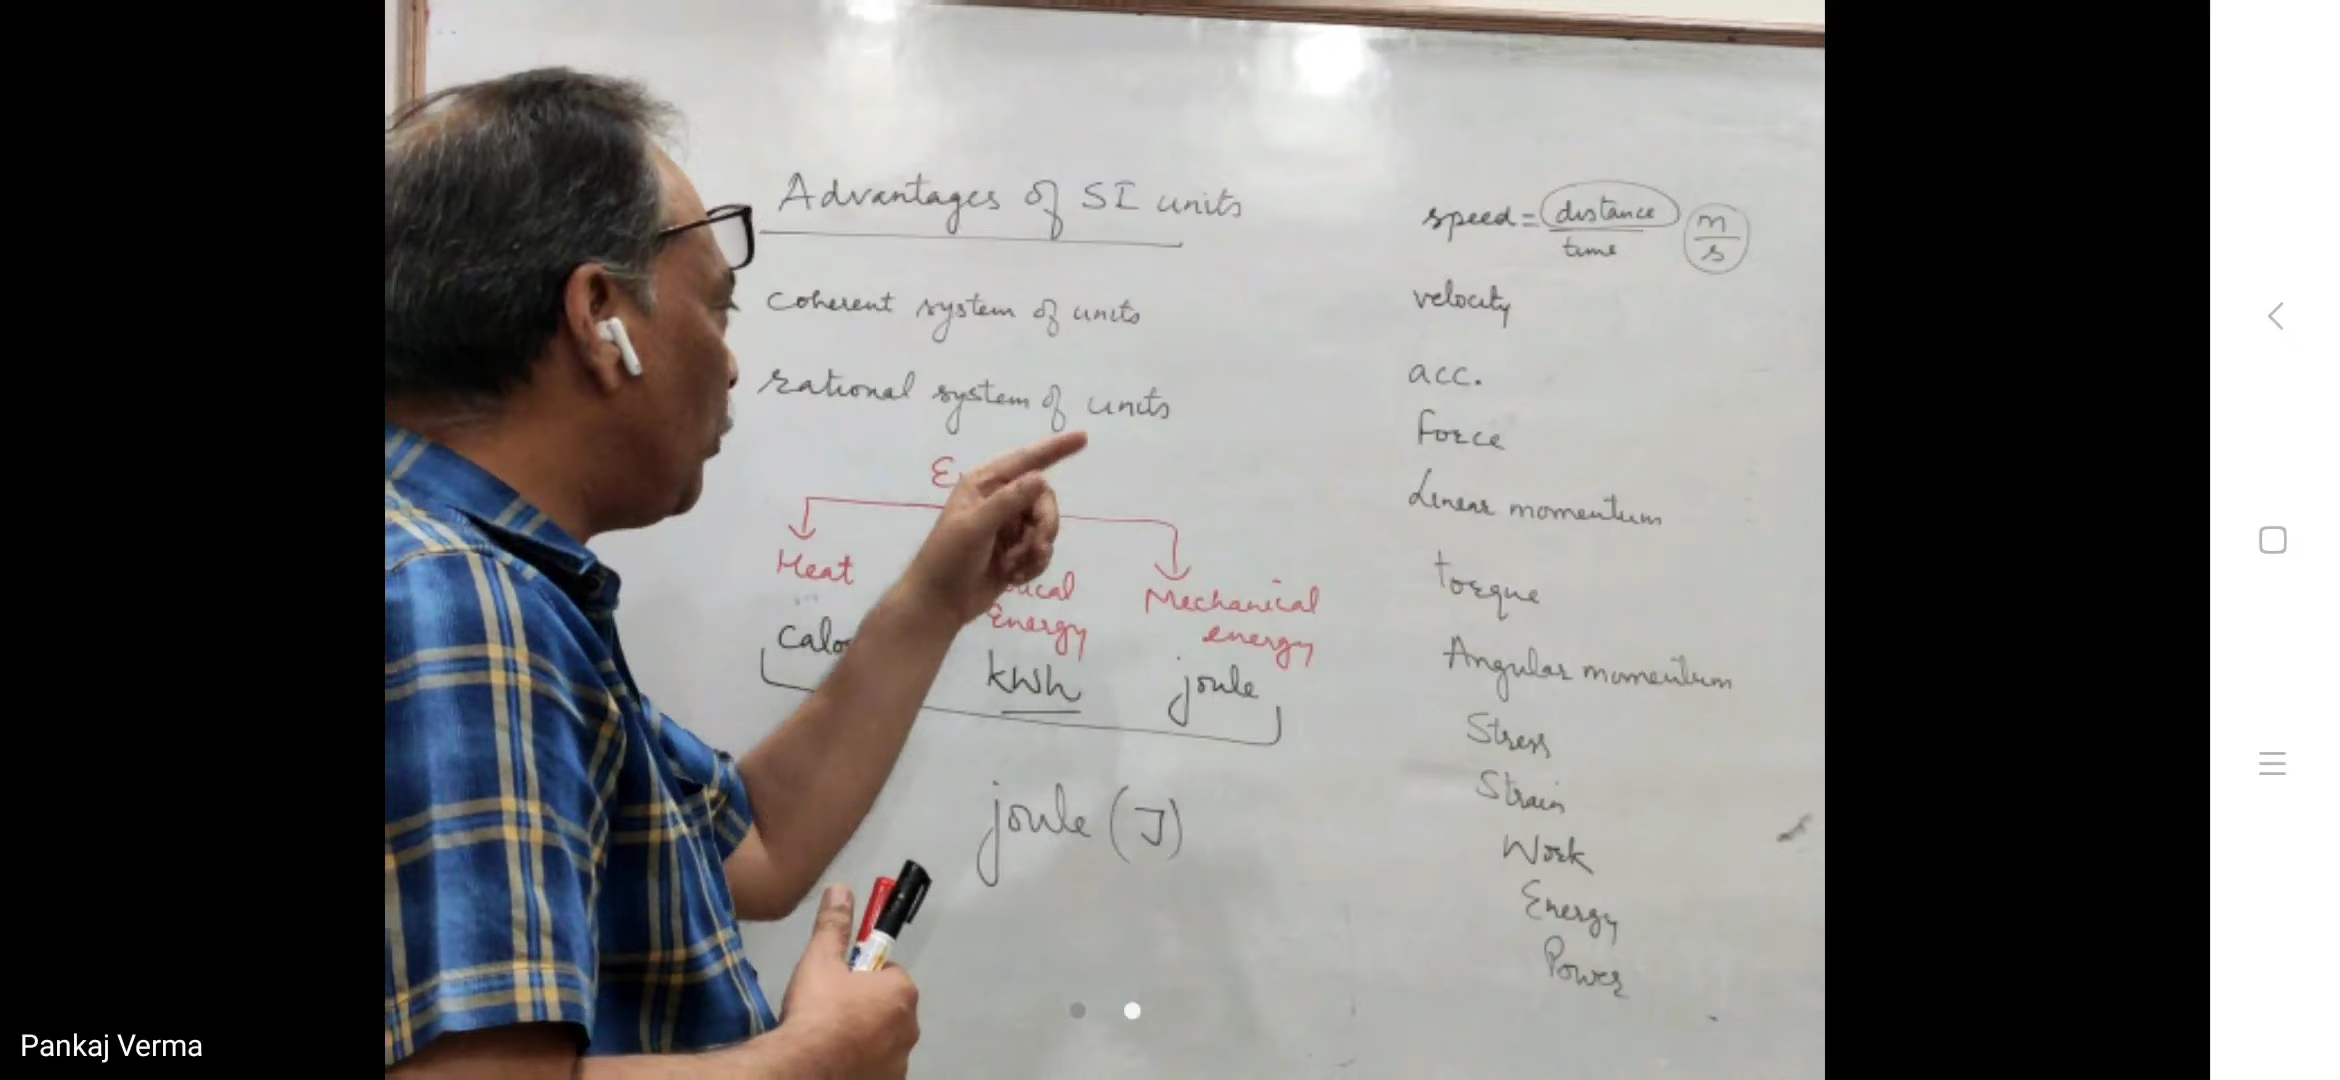 Advantages of SI units
coherent system of units
rational system of units
Heat
Energy
Mechanical
energy
kWh
joule
joule (J)
speed = distance / time
m / s
velocity
acc.
Force
Linear momentum
torque
Angular momentum
Stress
Strain
Work
Energy
Power
Pankaj Verma